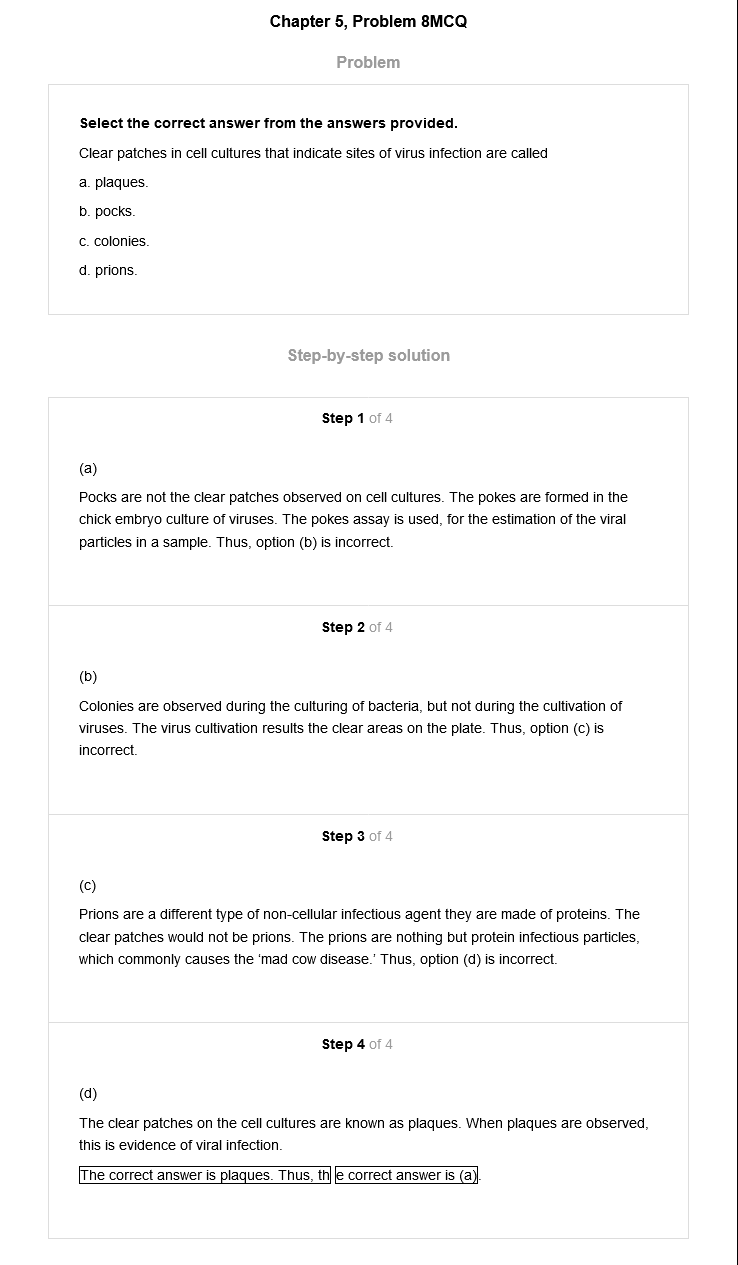 Chapter 5, Problem 8MCQ
Problem
Select the correct answer from the answers provided.
Clear patches in cell cultures that indicate sites of virus infection are called
a. plaques.
b. pocks.
c. colonies.
d. prions.
Step-by-step solution
Step 1 of 4
(a)
Pocks are not the clear patches observed on cell cultures. The pokes are formed in the
chick embryo culture of viruses. The pokes assay is used, for the estimation of the viral
particles in a sample. Thus, option (b) is incorrect.
Step 2 of 4
(b)
Colonies are observed during the culturing of bacteria, but not during the cultivation of
viruses. The virus cultivation results the clear areas on the plate. Thus, option (c) is
incorrect.
Step 3 of 4
(c)
Prions are a different type of non-cellular infectious agent they are made of proteins. The
clear patches would not be prions. The prions are nothing but protein infectious particles,
which commonly causes the ‘mad cow disease.’ Thus, option (d) is incorrect.
Step 4 of 4
(d)
The clear patches on the cell cultures are known as plaques. When plaques are observed,
this is evidence of viral infection.
The correct answer is plaques. Thus, th e correct answer is (a).